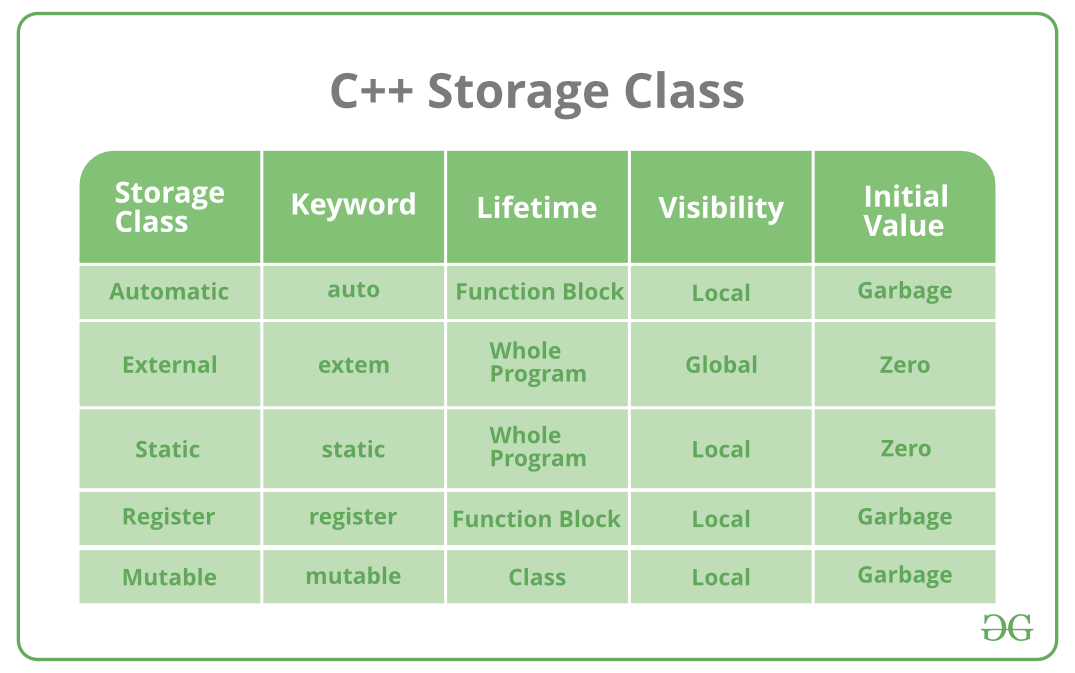 C++ Storage Class
Storage
Class
Keyword
Lifetime
Visibility
Initial
Value
Automatic
auto
Function Block
Local
Garbage
External
extem
Whole
Program
Global
Zero
Static
static
Whole
Program
Local
Zero
Register
register
Function Block
Local
Garbage
Mutable
mutable
Class
Local
Garbage